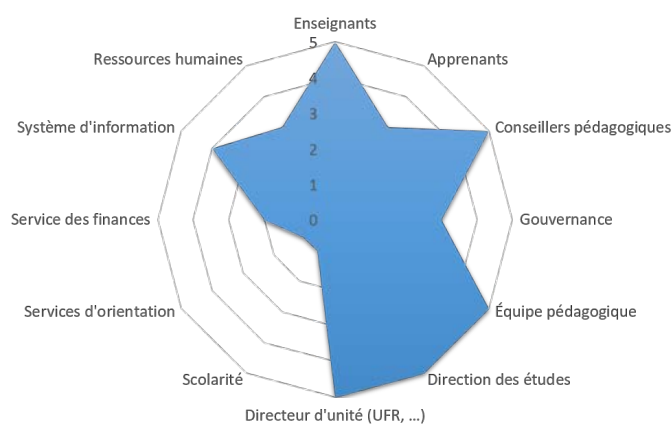 Enseignants
Apprenants
Conseillers pédagogiques
Gouvernance
Équipe pédagogique
Direction des études
Directeur d'unité (UFR, ...)
Scolarité
Services d'orientation
Service des finances
Système d'information
Ressources humaines
5
4
3
2
1
0